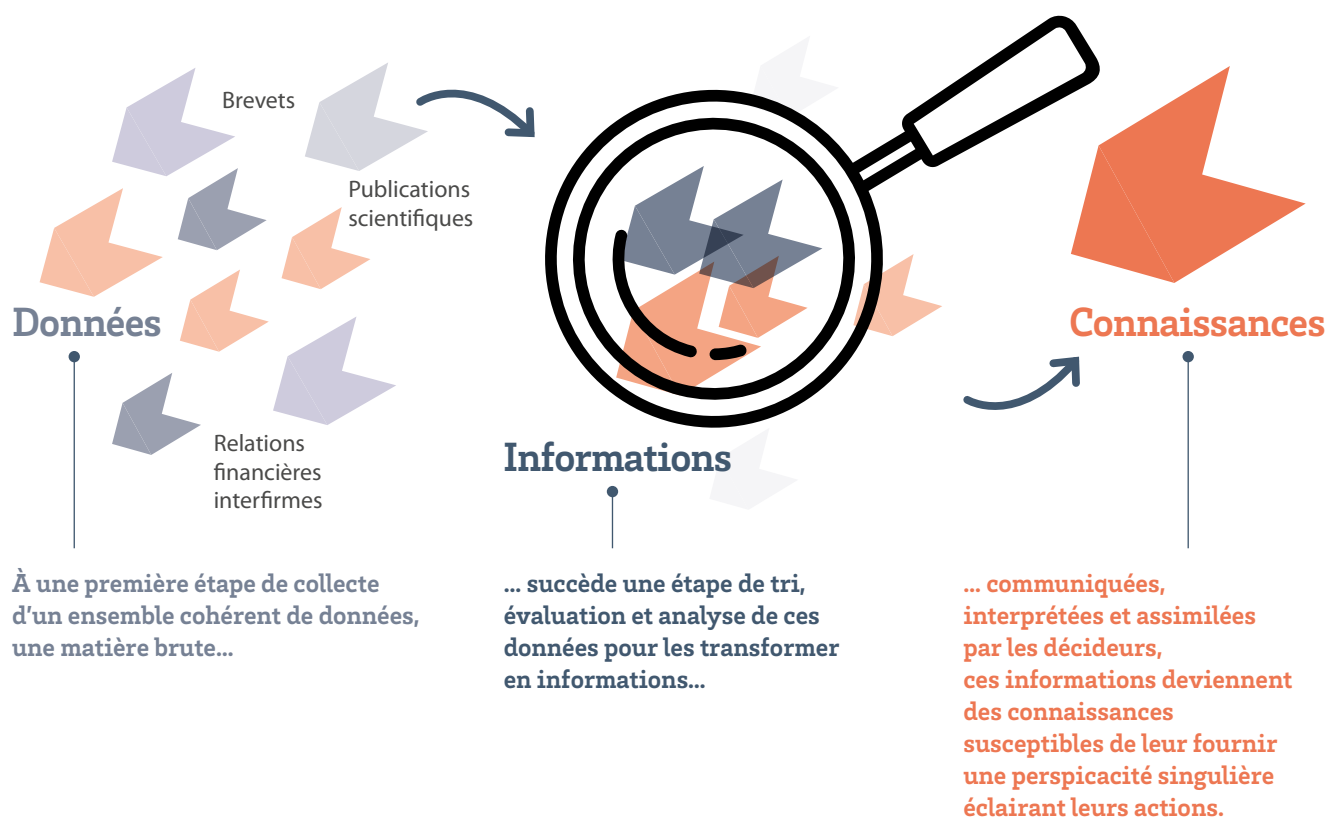 Brevets
Publications
scientifiques
Données
Relations
financières
interfirmes
À une première étape de collecte
d'un ensemble cohérent de données,
une matière brute...
Informations
... succède une étape de tri,
évaluation et analyse de ces
données pour les transformer
en informations...
Connaissances
... communiquées,
interprétées et assimilées
par les décideurs,
ces informations deviennent
des connaissances
susceptibles de leur fournir
une perspicacité singulière
éclairant leurs actions.